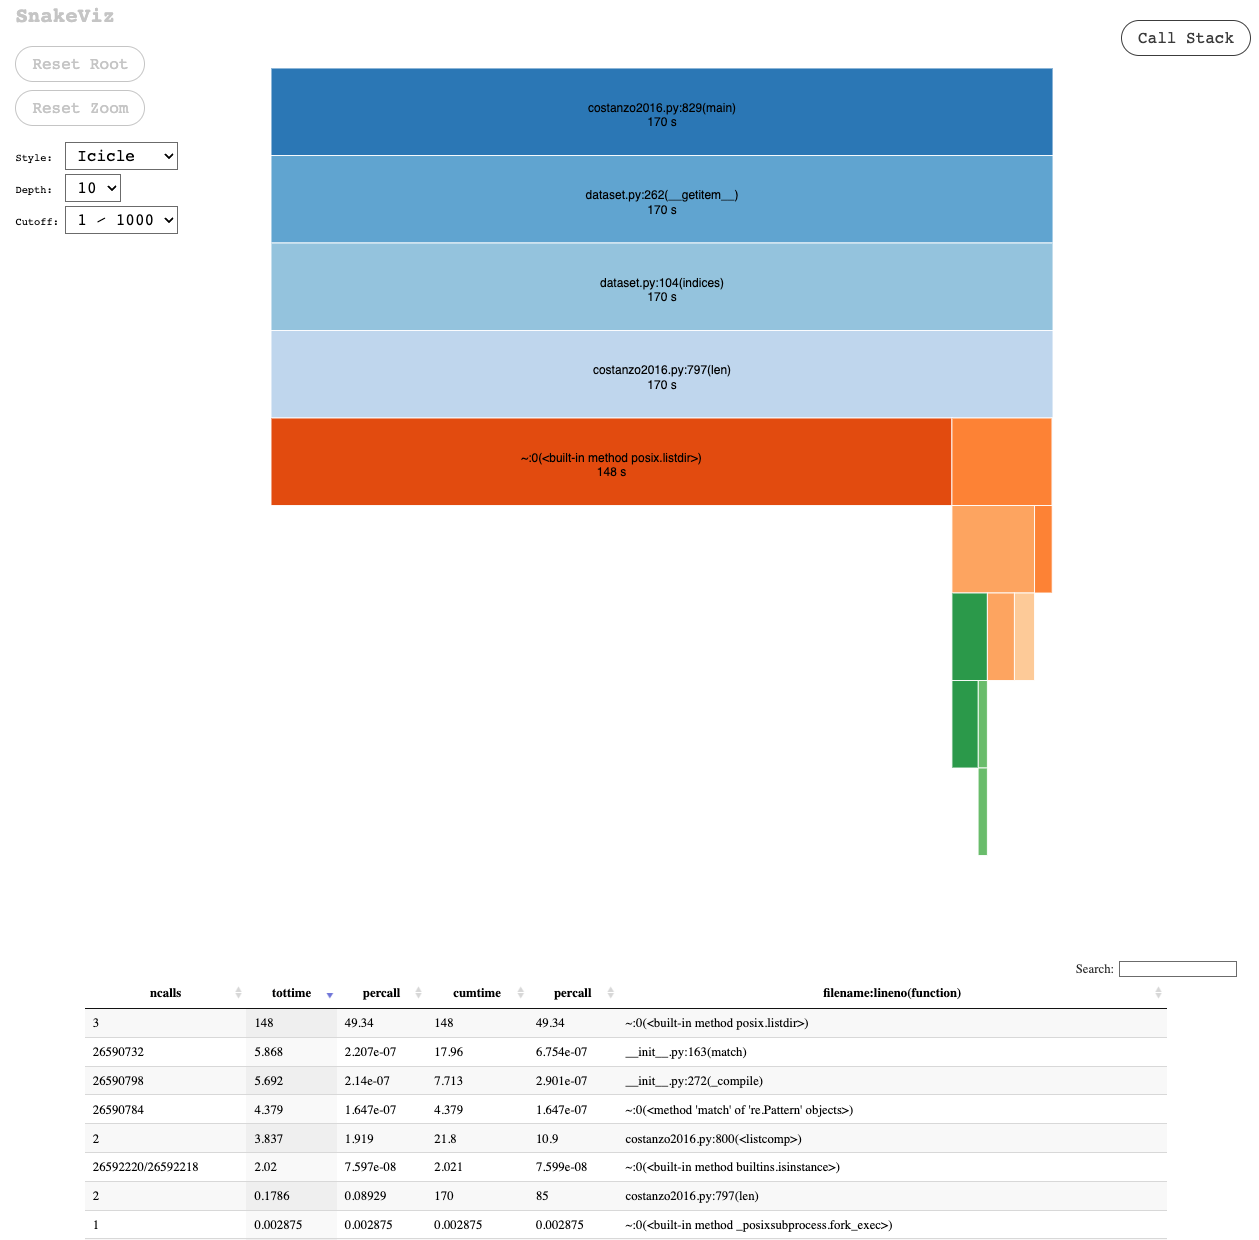 SnakeViz
Call Stack
Reset Root
Reset Zoom
Style: Icicle
Depth: 10
Cutoff: 1 / 1000
costanzo2016.py:829(main)
170 s
dataset.py:262(__getitem__)
170 s
dataset.py:104(indices)
170 s
costanzo2016.py:797(len)
170 s
~:0(<built-in method posix.listdir>)
148 s
Search:
ncalls tottime percall cumtime percall filename:lineno(function)
3 148 49.34 148 49.34 ~:0(<built-in method posix.listdir>)
26590732 5.868 2.207e-07 17.96 6.754e-07 __init__.py:163(match)
26590798 5.692 2.14e-07 7.713 2.901e-07 __init__.py:272(_compile)
26590784 4.379 1.647e-07 4.379 1.647e-07 ~:0(<method 'match' of 're.Pattern' objects>)
2 3.837 1.919 21.8 10.9 costanzo2016.py:800(<listcomp>)
26592220/26592218 2.02 7.597e-08 2.021 7.599e-08 ~:0(<built-in method builtins.isinstance>)
2 0.1786 0.08929 170 85 costanzo2016.py:797(len)
1 0.002875 0.002875 0.002875 0.002875 ~:0(<built-in method _posixsubprocess.fork_exec>)